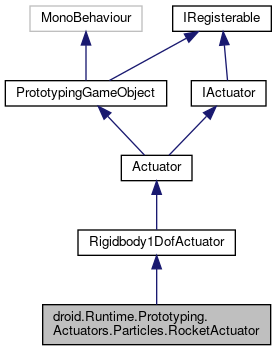 MonoBehaviour
IRegisterable
PrototypingGameObject
IActuator
Actuator
Rigidbody1DofActuator
droid.Runtime.Prototyping.
Actuators.Particles.RocketActuator